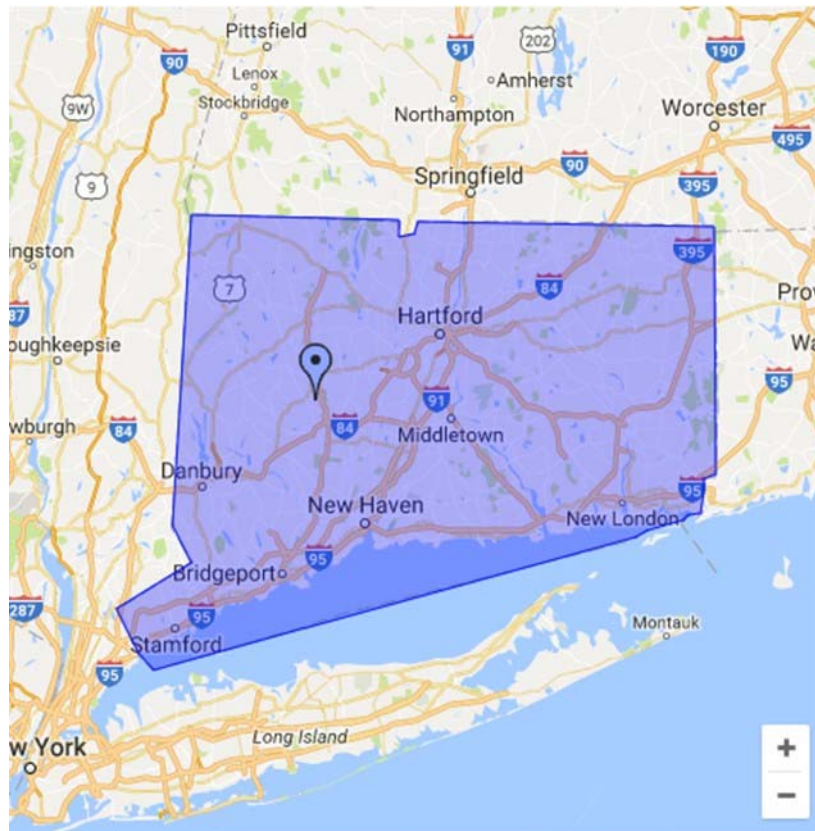 Pittsfield
202
91
190
90
Lenox
Amherst
9W
Stockbridge
Northampton
Worcester
495
9
90
Springfield
395
ington
395
7
84
Prov
87
Hartford
Wa
oughkeepsie
95
91
wburgh
84
84
Middletown
Danbury
95
New Haven
New London
95
Bridgeport
287
95
Montauk
Stamford
95
Long Island
w York
+
−